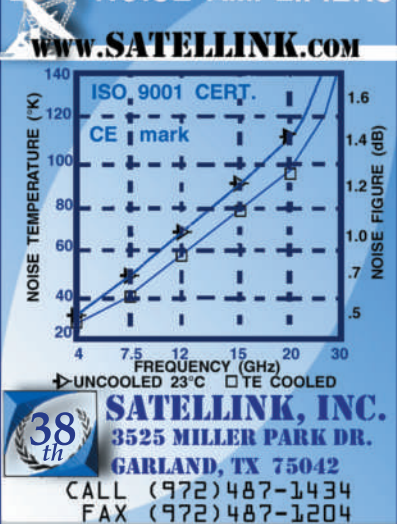 WWW.SATELLINK.COM
ISO 9001 CERT.
CE mark
NOISE TEMPERATURE (°K)
140
120
100
80
60
40
20
1.6
1.4
1.2
1.0
.7
.5
NOISE FIGURE (dB)
4 7.5 12 15 20 30
FREQUENCY (GHz)
UNCOOLED 23°C TE COOLED
38th
SATELLINK, INC.
3525 MILLER PARK DR.
GARLAND, TX 75042
CALL (972)487-1434
FAX (972)487-1204